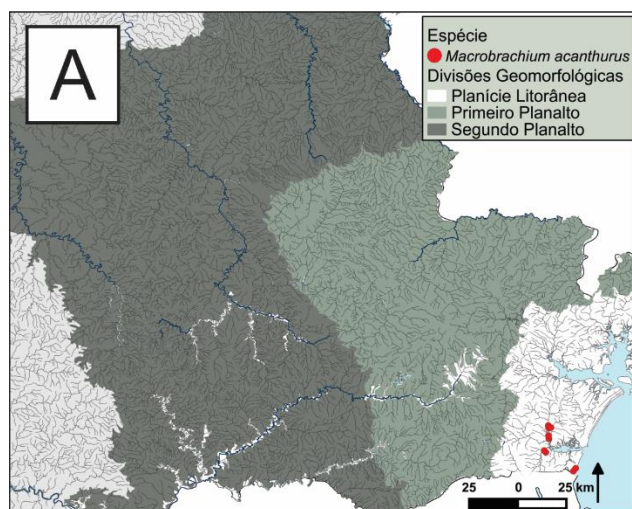 A
Espécie
Macrobrachium acanthurus
Divisões Geomorfológicas
Planície Litorânea
Primeiro Planalto
Segundo Planalto
25 0 25 km